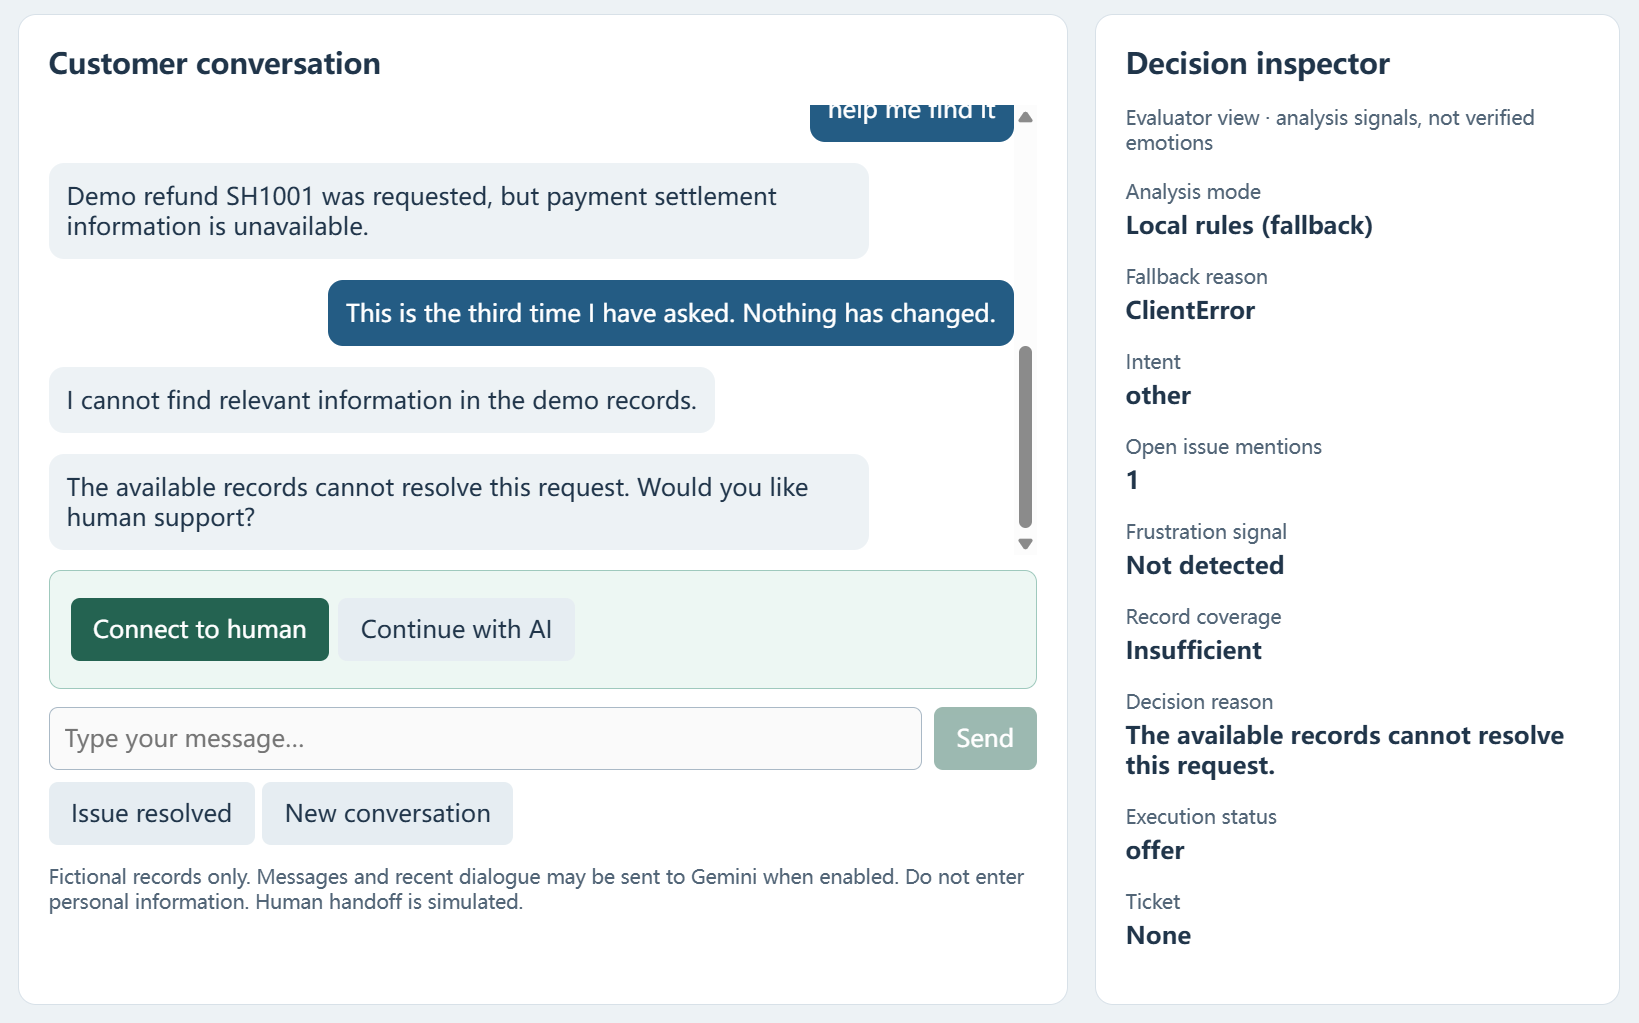 Customer conversation
help me find it
Demo refund SH1001 was requested, but payment settlement
information is unavailable.
This is the third time I have asked. Nothing has changed.
I cannot find relevant information in the demo records.
The available records cannot resolve this request. Would you like
human support?
Connect to human
Continue with AI
Type your message...
Send
Issue resolved
New conversation
Fictional records only. Messages and recent dialogue may be sent to Gemini when enabled. Do not enter
personal information. Human handoff is simulated.
Decision inspector
Evaluator view · analysis signals, not verified
emotions
Analysis mode
Local rules (fallback)
Fallback reason
ClientError
Intent
other
Open issue mentions
1
Frustration signal
Not detected
Record coverage
Insufficient
Decision reason
The available records cannot resolve
this request.
Execution status
offer
Ticket
None